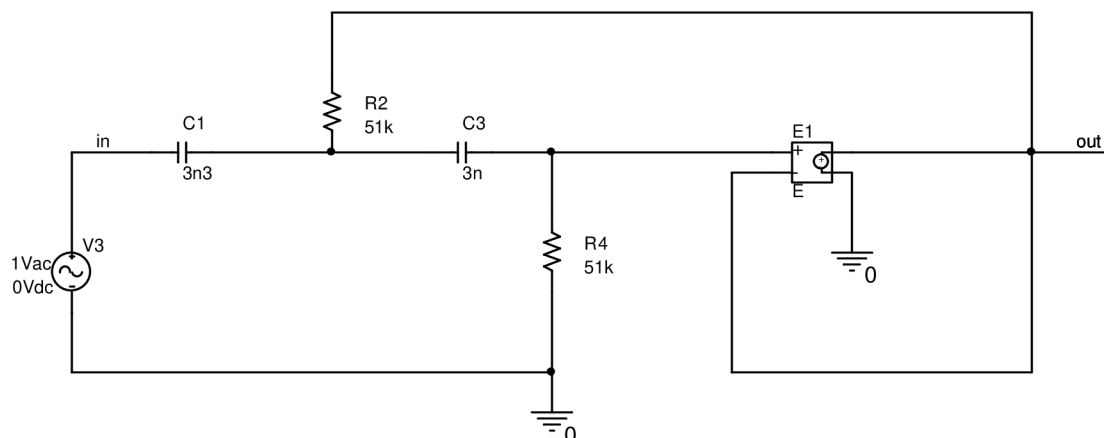 R2
51k
in
C1
3n3
C3
3n
E1
+
-
+
E
out
V3
1Vac
0Vdc
+
-
R4
51k
0
0